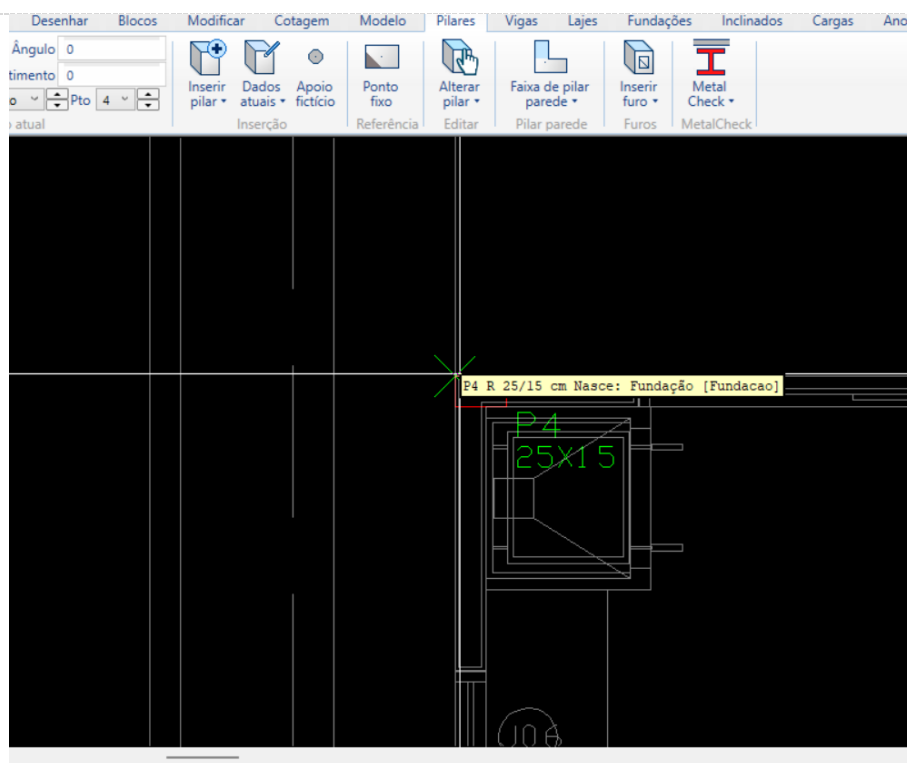 Desenhar Blocos Modificar Cotagem Modelo Pilares Vigas Lajes Fundações Inclinados Cargas Ano
Ângulo 0
timento 0
o Pto 4
o atual
Inserir pilar
Dados atuais
Apoio fictício
Inserção
Ponto fixo
Referência
Alterar pilar
Editar
Faixa de pilar parede
Pilar parede
Inserir furo
Furos
Metal Check
MetalCheck
P4 R 25/15 cm Nasce: Fundação [Fundacao]
P4
25X15